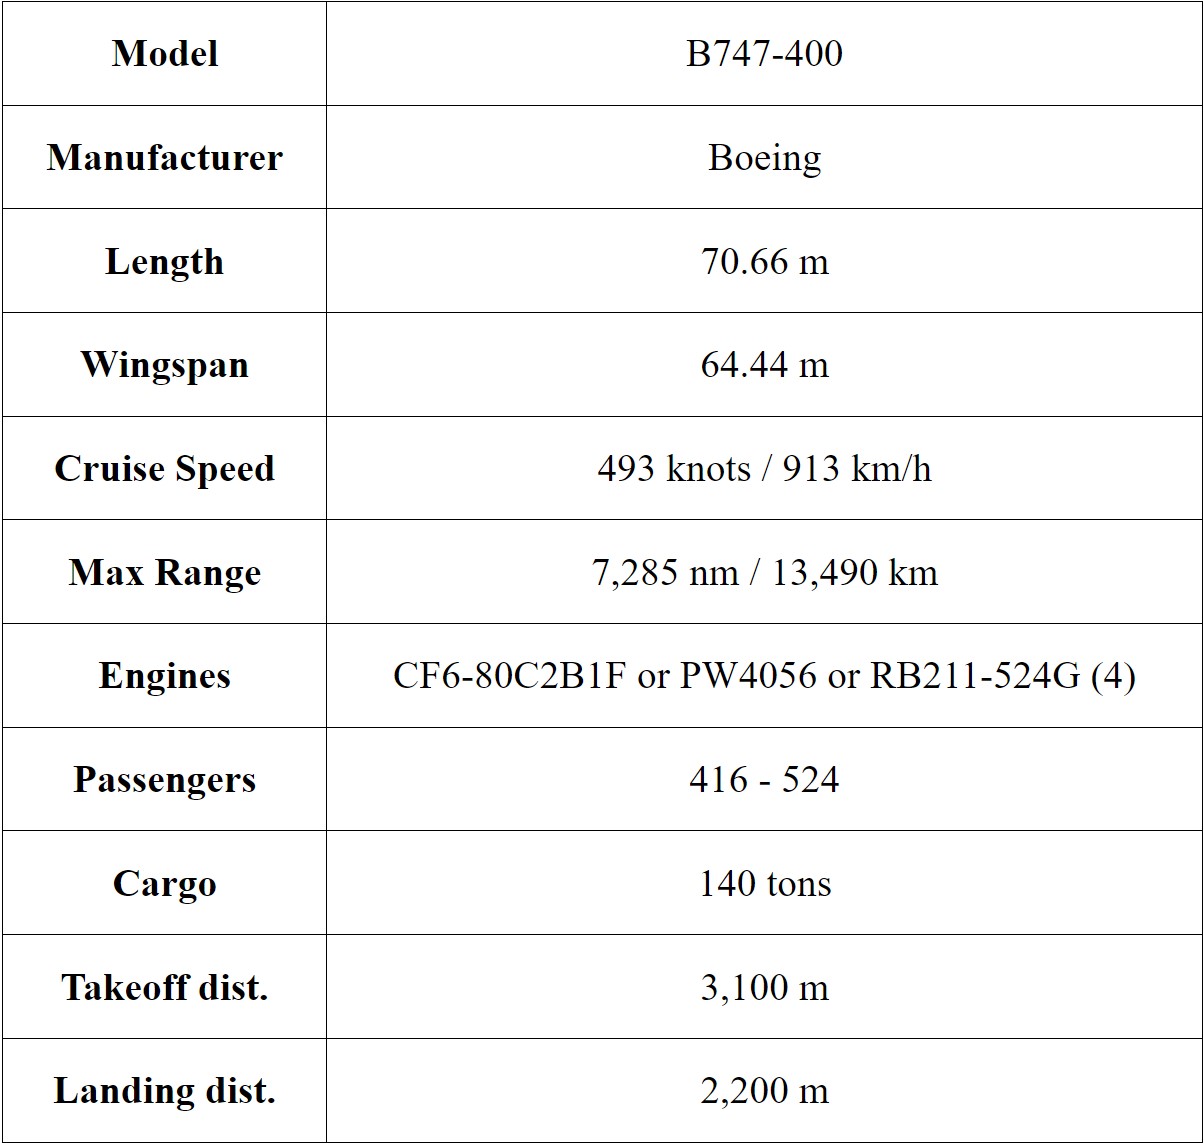 Model B747-400
Manufacturer Boeing
Length 70.66 m
Wingspan 64.44 m
Cruise Speed 493 knots / 913 km/h
Max Range 7,285 nm / 13,490 km
Engines CF6-80C2B1F or PW4056 or RB211-524G (4)
Passengers 416 - 524
Cargo 140 tons
Takeoff dist. 3,100 m
Landing dist. 2,200 m